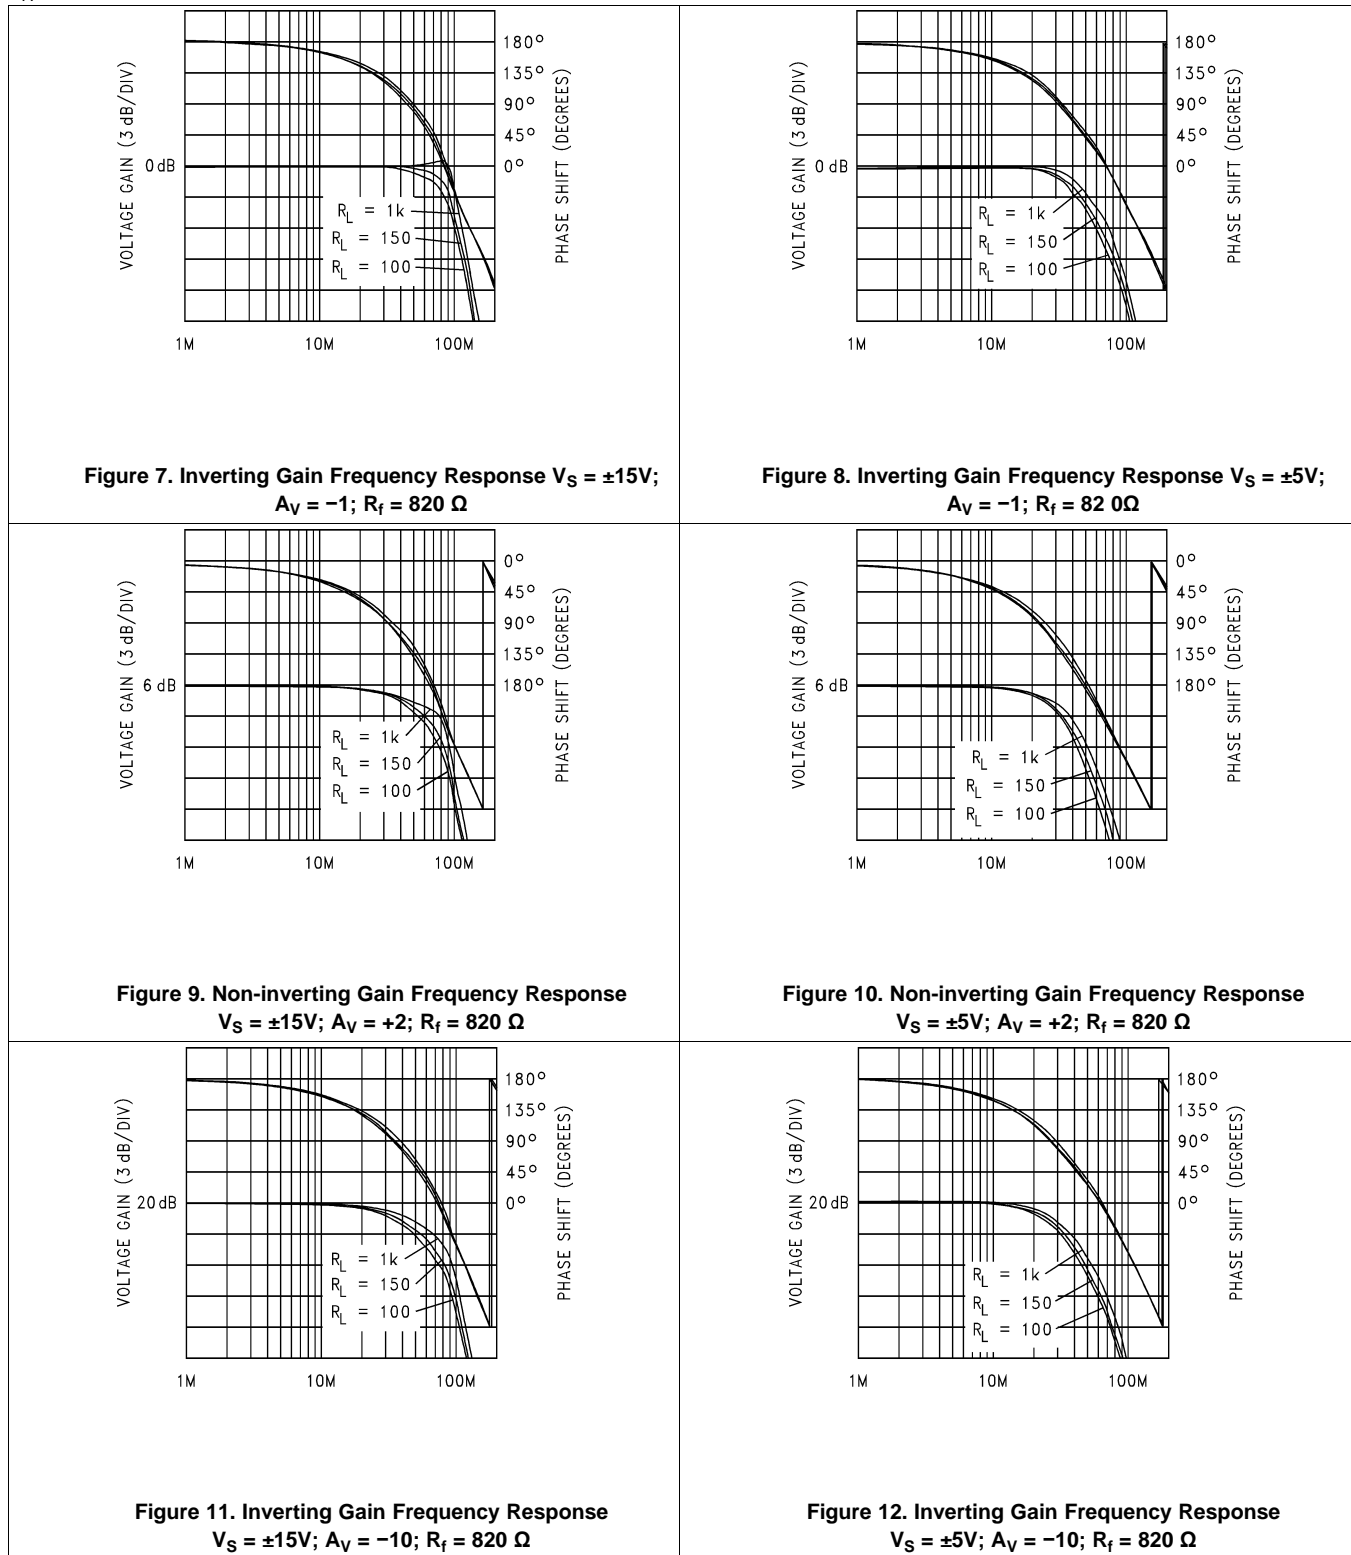 VOLTAGE GAIN (3 dB/DIV)
0 dB
180°
135°
90°
45°
0°
PHASE SHIFT (DEGREES)
R_L = 1k
R_L = 150
R_L = 100
1M 10M 100M
Figure 7. Inverting Gain Frequency Response V_S = ±15V;
A_V = −1; R_f = 820 Ω
VOLTAGE GAIN (3 dB/DIV)
0 dB
180°
135°
90°
45°
0°
PHASE SHIFT (DEGREES)
R_L = 1k
R_L = 150
R_L = 100
1M 10M 100M
Figure 8. Inverting Gain Frequency Response V_S = ±5V;
A_V = −1; R_f = 82 0Ω
VOLTAGE GAIN (3 dB/DIV)
6 dB
0°
45°
90°
135°
180°
PHASE SHIFT (DEGREES)
R_L = 1k
R_L = 150
R_L = 100
1M 10M 100M
Figure 9. Non-inverting Gain Frequency Response
V_S = ±15V; A_V = +2; R_f = 820 Ω
VOLTAGE GAIN (3 dB/DIV)
6 dB
0°
45°
90°
135°
180°
PHASE SHIFT (DEGREES)
R_L = 1k
R_L = 150
R_L = 100
1M 10M 100M
Figure 10. Non-inverting Gain Frequency Response
V_S = ±5V; A_V = +2; R_f = 820 Ω
VOLTAGE GAIN (3 dB/DIV)
20 dB
180°
135°
90°
45°
0°
PHASE SHIFT (DEGREES)
R_L = 1k
R_L = 150
R_L = 100
1M 10M 100M
Figure 11. Inverting Gain Frequency Response
V_S = ±15V; A_V = −10; R_f = 820 Ω
VOLTAGE GAIN (3 dB/DIV)
20 dB
180°
135°
90°
45°
0°
PHASE SHIFT (DEGREES)
R_L = 1k
R_L = 150
R_L = 100
1M 10M 100M
Figure 12. Inverting Gain Frequency Response
V_S = ±5V; A_V = −10; R_f = 820 Ω